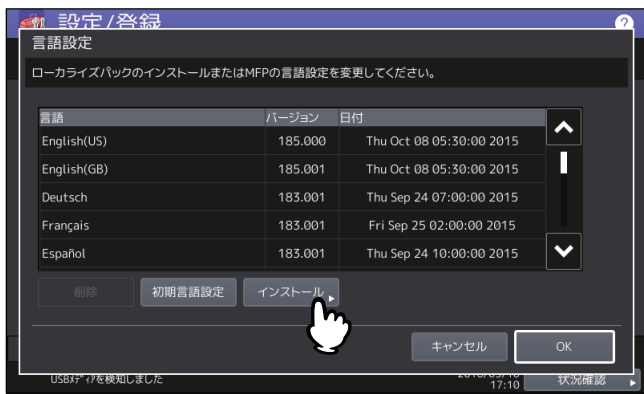 設定/登録
?
言語設定
ローカライズパックのインストールまたはMFPの言語設定を変更してください。
言語 バージョン 日付
English(US) 185.000 Thu Oct 08 05:30:00 2015
English(GB) 185.001 Thu Oct 08 05:30:00 2015
Deutsch 183.001 Thu Sep 24 07:00:00 2015
Français 183.001 Fri Sep 25 02:00:00 2015
Español 183.001 Thu Sep 24 10:00:00 2015
削除 初期言語設定 インストール
キャンセル OK
USBﾒﾃﾞｨｱを検知しました
17:10 状況確認